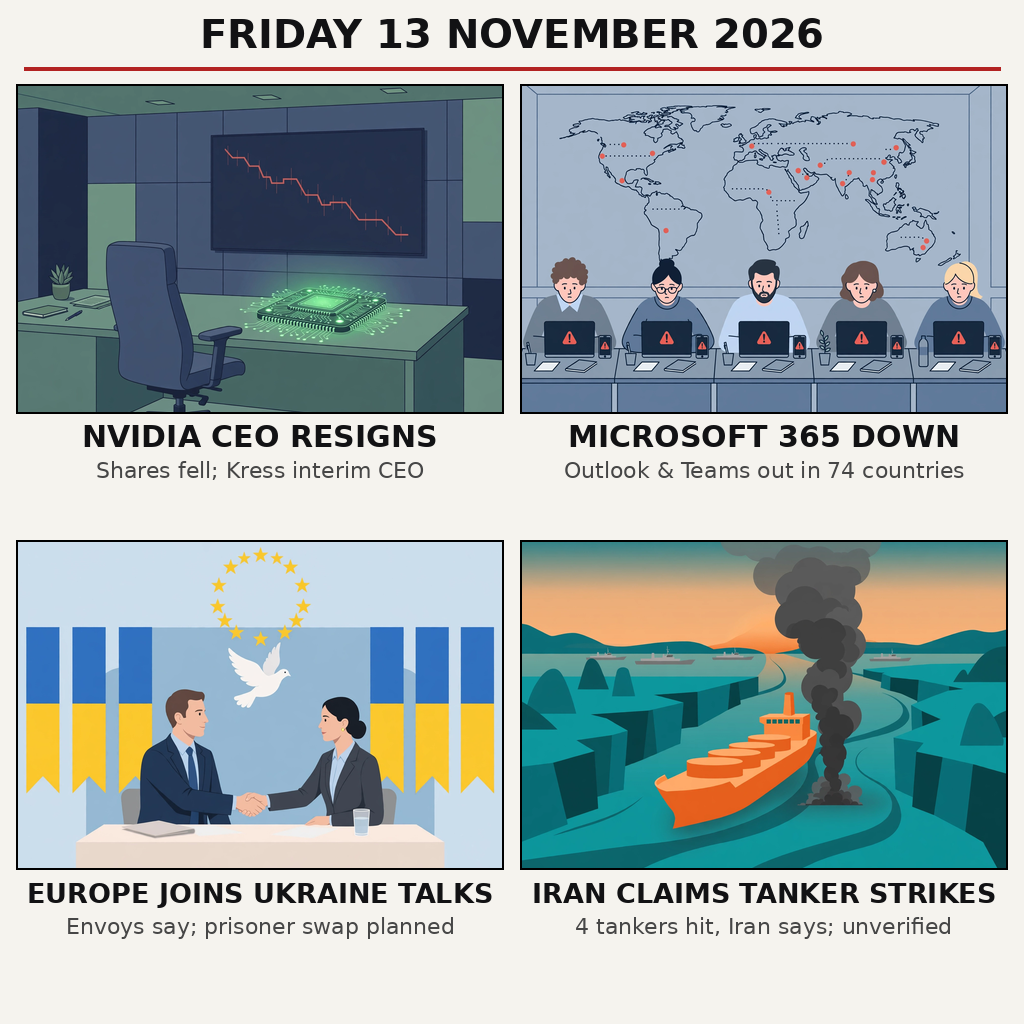 FRIDAY 13 NOVEMBER 2026
NVIDIA CEO RESIGNS
Shares fell; Kress interim CEO
MICROSOFT 365 DOWN
Outlook & Teams out in 74 countries
EUROPE JOINS UKRAINE TALKS
Envoys say; prisoner swap planned
IRAN CLAIMS TANKER STRIKES
4 tankers hit, Iran says; unverified